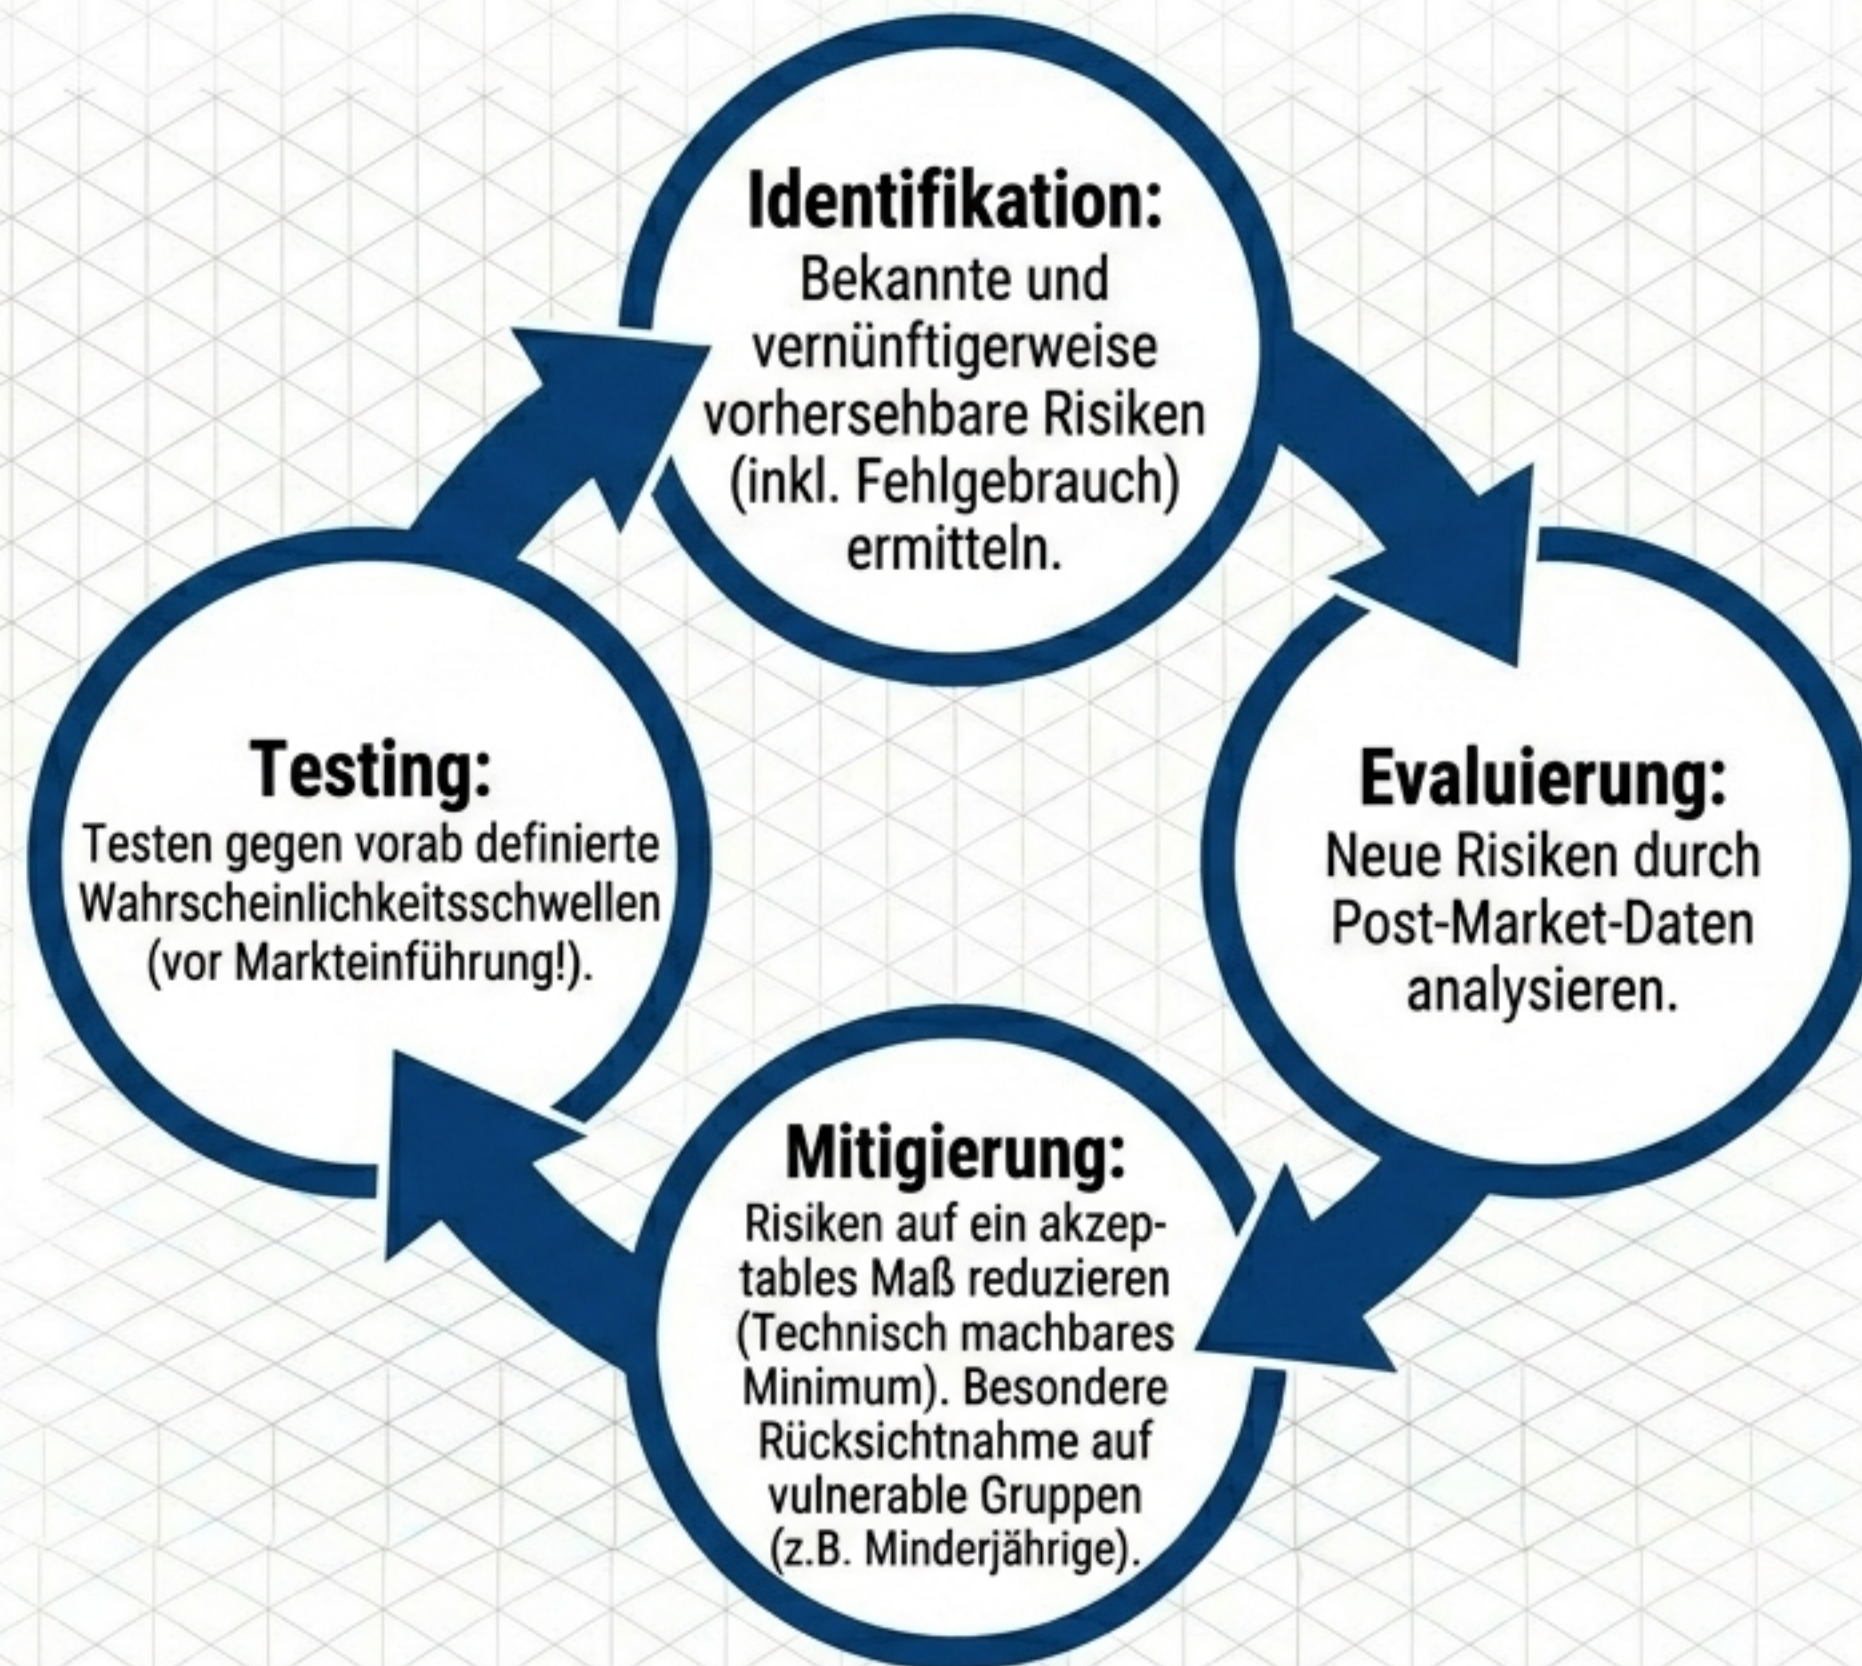 Identifikation:
Bekannte und
vernünftigerweise
vorhersehbare Risiken
(inkl. Fehlgebrauch)
ermitteln.
Evaluierung:
Neue Risiken durch
Post-Market-Daten
analysieren.
Mitigierung:
Risiken auf ein akzep-
tables Maß reduzieren
(Technisch machbares
Minimum). Besondere
Rücksichtnahme auf
vulnerable Gruppen
(z.B. Minderjährige).
Testing:
Testen gegen vorab definierte
Wahrscheinlichkeitsschwellen
(vor Markteinführung!).